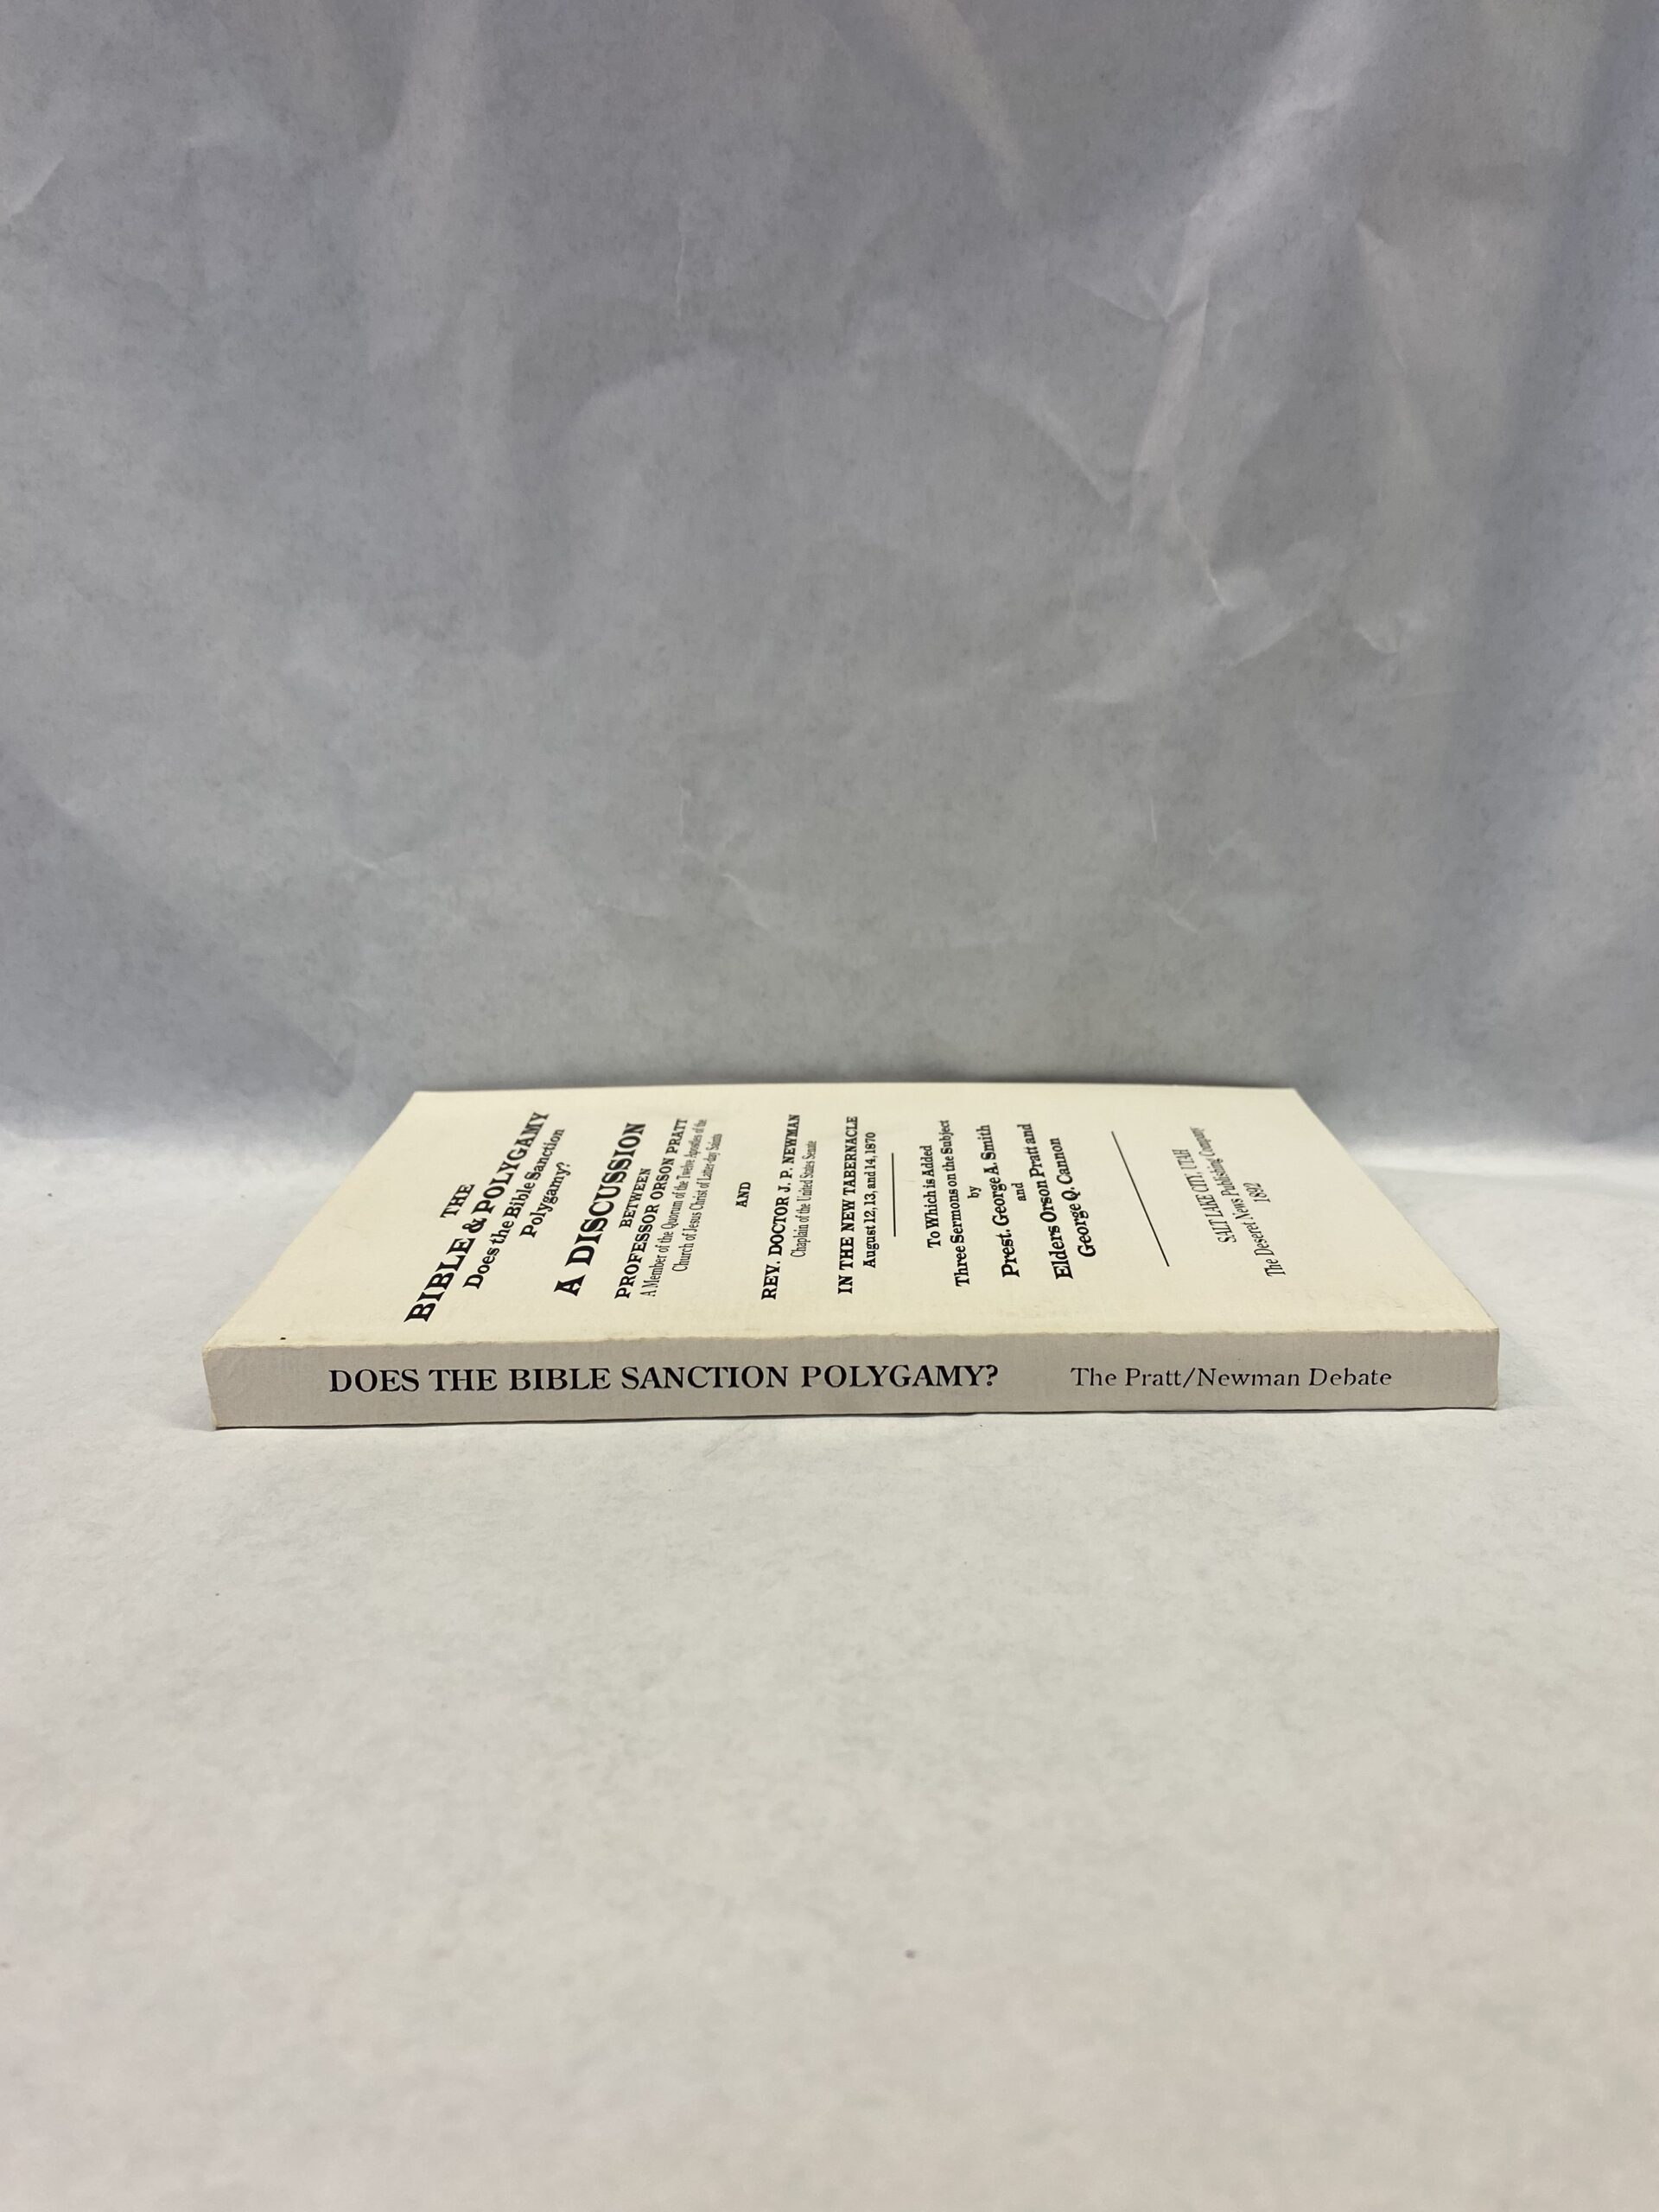 THE
BIBLE & POLYGAMY
Does the Bible Sanction
Polygamy?
A DISCUSSION
BETWEEN
PROFESSOR ORSON PRATT
A Member of the Quorum of the Twelve Apostles of the
Church of Jesus Christ of Latter-day Saints
AND
REV. DOCTOR J. P. NEWMAN
Chaplain of the United States Senate
IN THE NEW TABERNACLE
August 12, 13, and 14, 1870
To Which is Added
Three Sermons on the Subject
by
Prest. George A. Smith
and
Elders Orson Pratt and
George Q. Cannon
SALT LAKE CITY, UTAH
The Deseret News Publishing Company
1892
DOES THE BIBLE SANCTION POLYGAMY? The Pratt/Newman Debate